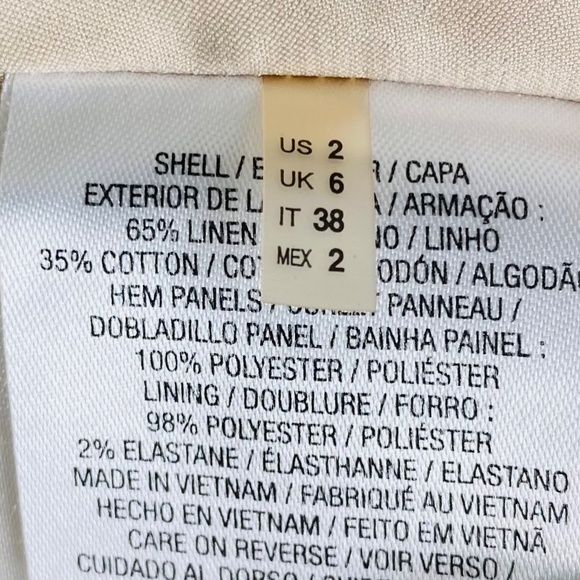 US 2
UK 6
IT 38
MEX 2
SHELL / / CAPA
EXTERIOR DE / ARMAÇÃO :
65% LINEN / LINHO
35% COTTON /
HEM PANELS / PANNEAU /
DOBLADILLO PANEL / BAINHA PAINEL :
100% POLYESTER / POLIÉSTER
LINING / DOUBLURE / FORRO :
98% POLYESTER / POLIÉSTER
2% ELASTANE / ÉLASTHANNE / ELASTANO
MADE IN VIETNAM / FABRIQUÉ AU VIETNAM
HECHO EN VIETNAM / FEITO EM VIETNÃ
CARE ON REVERSE / VOIR VERSO /
CUIDADO AL DORSO /